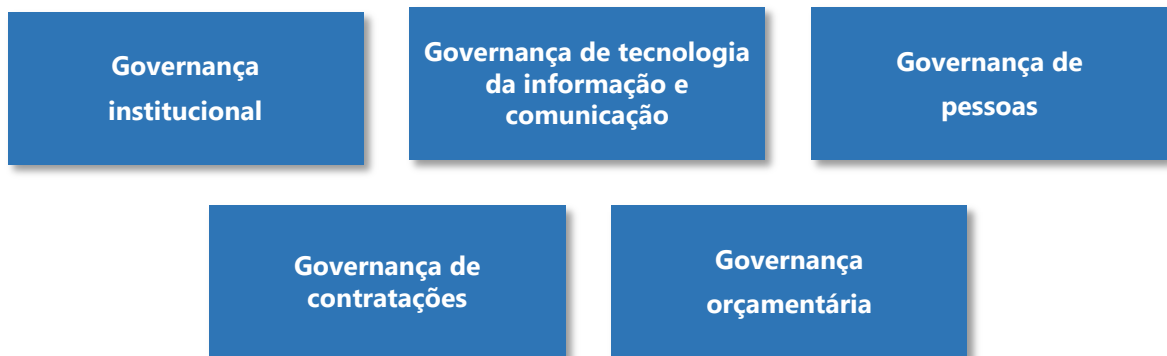 Governança
institucional
Governança de tecnologia
da informação e
comunicação
Governança de
pessoas
Governança de
contratações
Governança
orçamentária